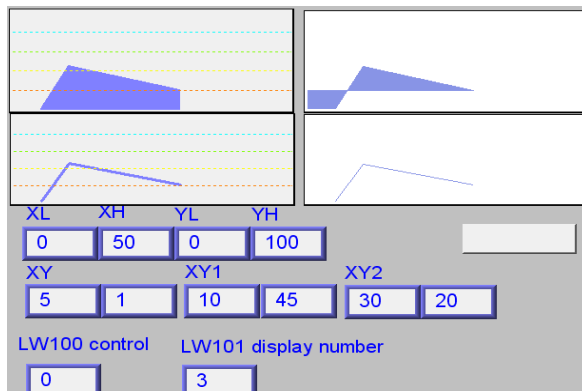 XL XH YL YH
0 50 0 100
XY XY1 XY2
5 1 10 45 30 20
LW100 control LW101 display number
0 3